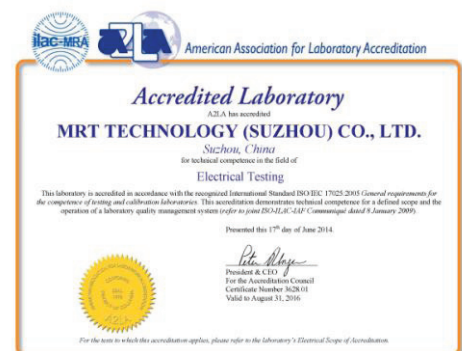 ilac-MRA
A2LA
American Association for Laboratory Accreditation
Accredited Laboratory
A2LA has accredited
MRT TECHNOLOGY (SUZHOU) CO., LTD.
Suzhou, China
for technical competence in the field of
Electrical Testing
This laboratory is accredited in accordance with the recognized International Standard ISO/IEC 17025:2005 General requirements for
the competence of testing and calibration laboratories. This accreditation demonstrates technical competence for a defined scope and the
operation of a laboratory quality management system (refer to joint ISO-ILAC-IAF Communiqué dated 8 January 2009).
Presented this 17th day of June 2014.
President & CEO
For the Accreditation Council
Certificate Number 3628.01
Valid to August 31, 2016
A2LA
For the tests to which this accreditation applies, please refer to the laboratory's Electrical Scope of Accreditation.